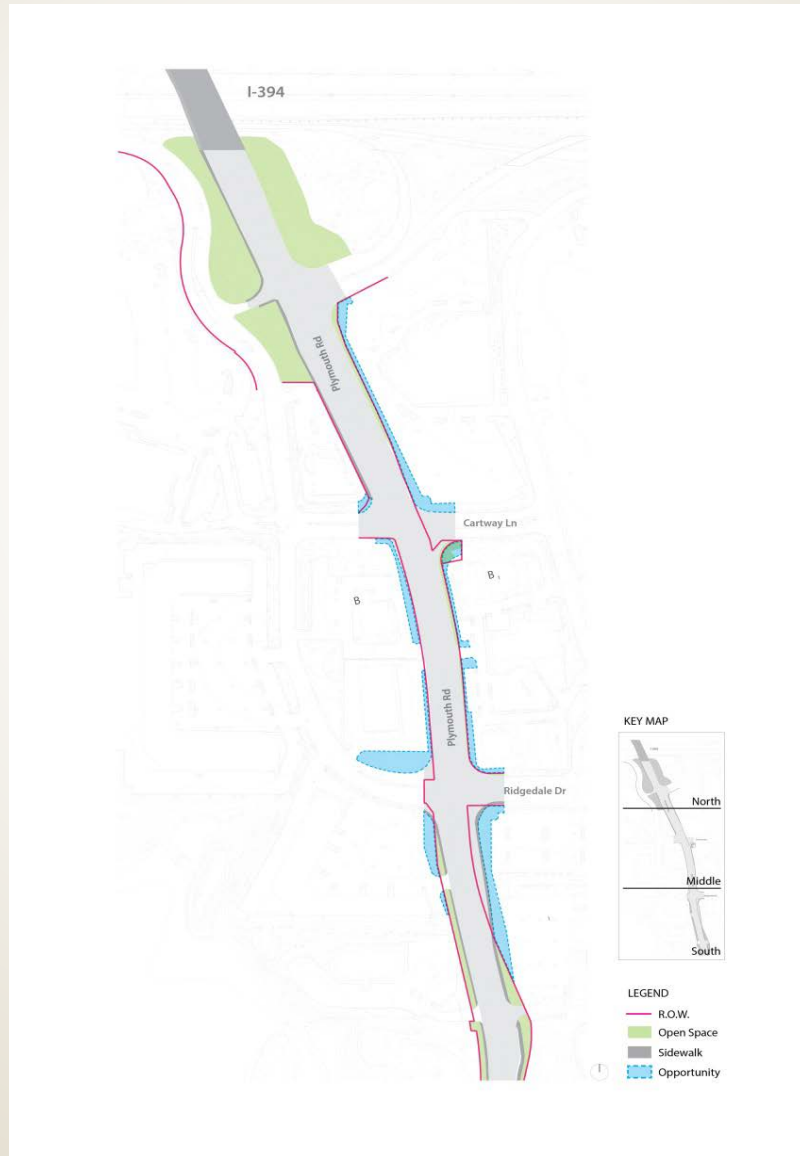 I-394
Plymouth Rd
Cartway Ln
B
B
Plymouth Rd
Ridgedale Dr
KEY MAP
North
Middle
South
LEGEND
R.O.W.
Open Space
Sidewalk
Opportunity